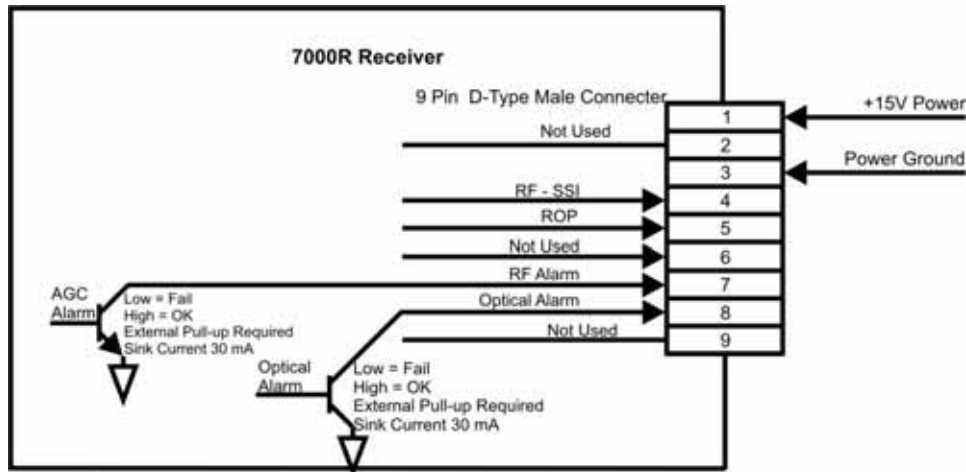 7000R Receiver
9 Pin D-Type Male Connecter
1
+15V Power
Not Used
2
3
Power Ground
RF - SSI
4
ROP
5
Not Used
6
RF Alarm
7
Optical Alarm
8
Not Used
9
AGC
Alarm
Low = Fail
High = OK
External Pull-up Required
Sink Current 30 mA
Optical
Alarm
Low = Fail
High = OK
External Pull-up Required
Sink Current 30 mA